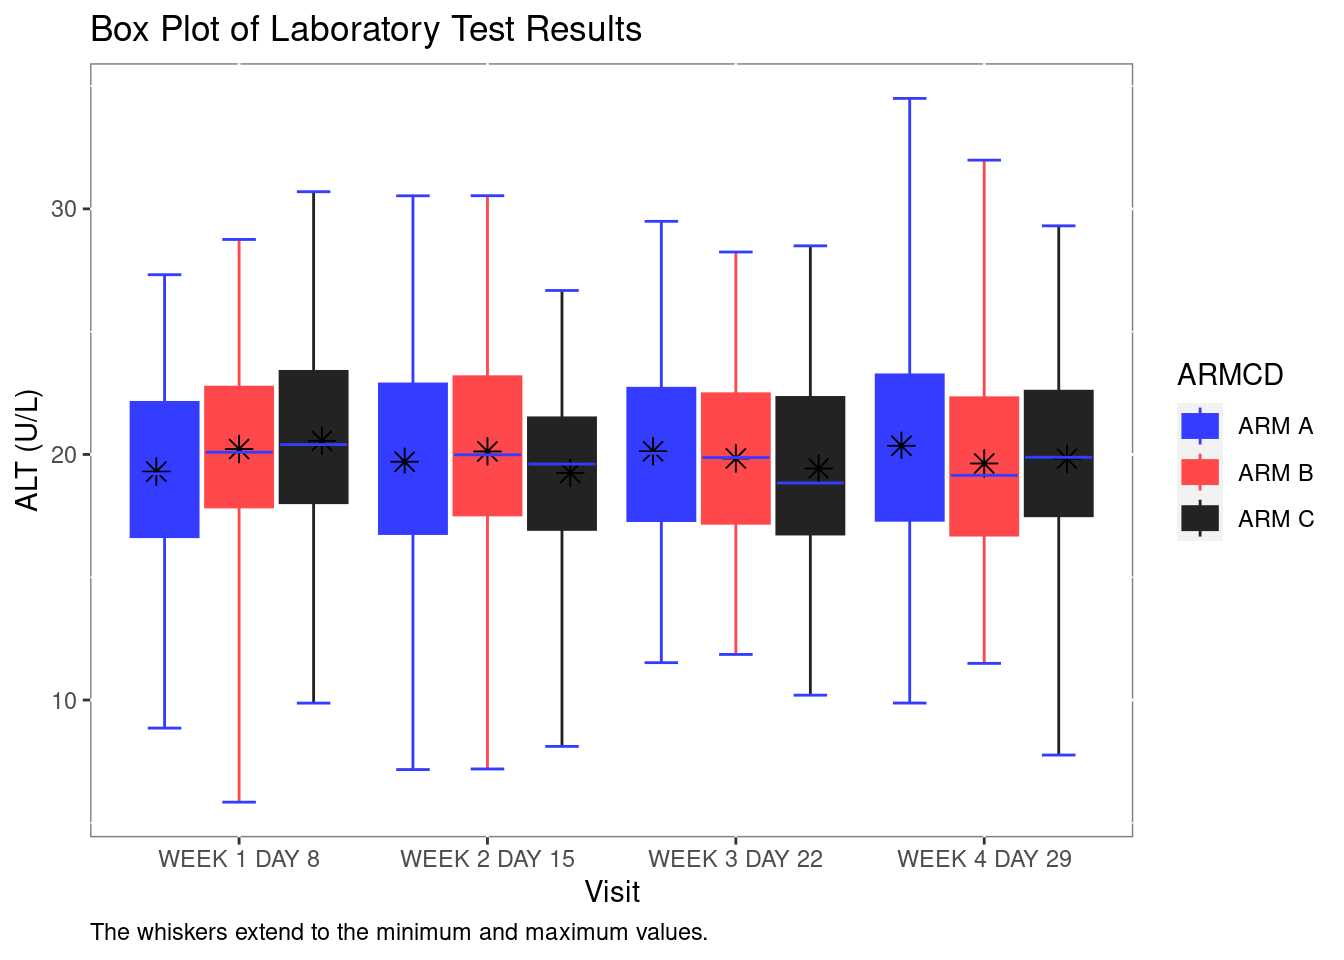 Box Plot of Laboratory Test Results
ALT (U/L)
30
20
10
WEEK 1 DAY 8
WEEK 2 DAY 15
WEEK 3 DAY 22
WEEK 4 DAY 29
Visit
The whiskers extend to the minimum and maximum values.
ARMCD
ARM A
ARM B
ARM C